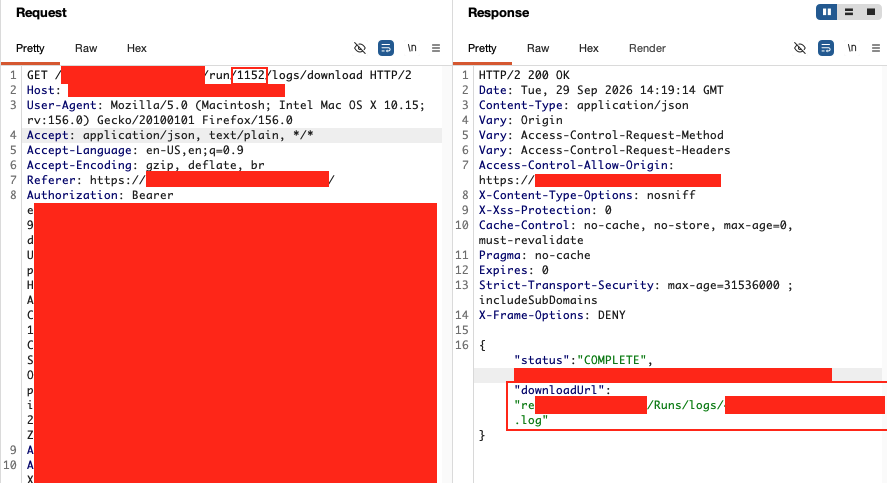 Request
Pretty Raw Hex \n
1 GET / /run/1152/logs/download HTTP/2
2 Host:
3 User-Agent: Mozilla/5.0 (Macintosh; Intel Mac OS X 10.15;
rv:156.0) Gecko/20100101 Firefox/156.0
4 Accept: application/json, text/plain, */*
5 Accept-Language: en-US,en;q=0.9
6 Accept-Encoding: gzip, deflate, br
7 Referer: https:// /
8 Authorization: Bearer
e
9
d
U
p
H
A
C
1
C
S
O
p
i
2
Z
9 A
10 A
X
Response
Pretty Raw Hex Render \n
1 HTTP/2 200 OK
2 Date: Tue, 29 Sep 2026 14:19:14 GMT
3 Content-Type: application/json
4 Vary: Origin
5 Vary: Access-Control-Request-Method
6 Vary: Access-Control-Request-Headers
7 Access-Control-Allow-Origin:
https://
8 X-Content-Type-Options: nosniff
9 X-Xss-Protection: 0
10 Cache-Control: no-cache, no-store, max-age=0,
must-revalidate
11 Pragma: no-cache
12 Expires: 0
13 Strict-Transport-Security: max-age=31536000 ;
includeSubDomains
14 X-Frame-Options: DENY
15
16 {
"status":"COMPLETE",
"downloadUrl":
"re /Runs/logs/
.log"
}